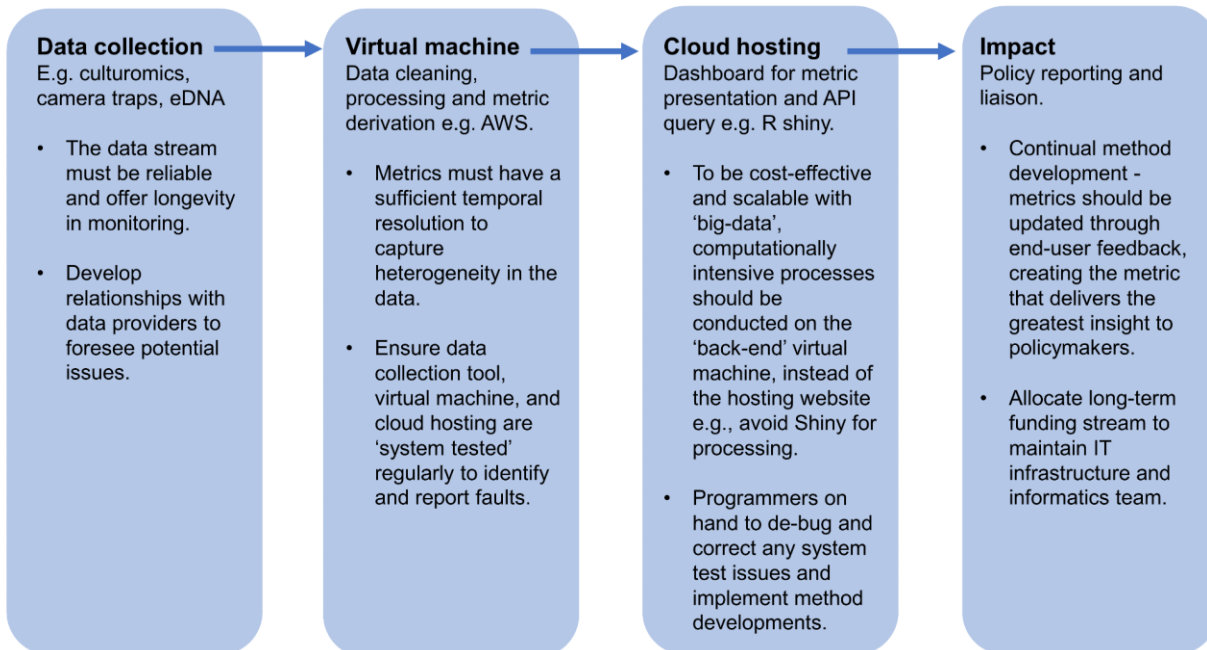 Data collection
E.g. culturomics,
camera traps, eDNA
• The data stream
must be reliable
and offer longevity
in monitoring.
• Develop
relationships with
data providers to
foresee potential
issues.
Virtual machine
Data cleaning,
processing and metric
derivation e.g. AWS.
• Metrics must have a
sufficient temporal
resolution to
capture
heterogeneity in the
data.
• Ensure data
collection tool,
virtual machine, and
cloud hosting are
‘system tested’
regularly to identify
and report faults.
Cloud hosting
Dashboard for metric
presentation and API
query e.g. R shiny.
• To be cost-effective
and scalable with
‘big-data’,
computationally
intensive processes
should be
conducted on the
‘back-end’ virtual
machine, instead of
the hosting website
e.g., avoid Shiny for
processing.
• Programmers on
hand to de-bug and
correct any system
test issues and
implement method
developments.
Impact
Policy reporting and
liaison.
• Continual method
development -
metrics should be
updated through
end-user feedback,
creating the metric
that delivers the
greatest insight to
policymakers.
• Allocate long-term
funding stream to
maintain IT
infrastructure and
informatics team.